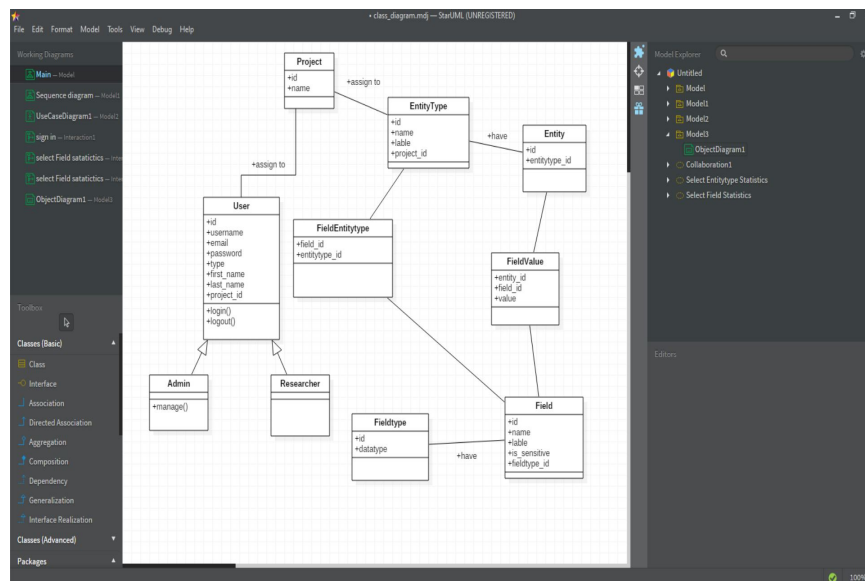 • class_diagram.mdj — StarUML (UNREGISTERED)
File Edit Format Model Tools View Debug Help
Working Diagrams
Main — Model
Sequence diagram — Model1
UseCaseDiagram1 — Model2
sign in — Interaction1
select Field satatictics — Inte
select Field satatictics — Inte
ObjectDiagram1 — Model3
Toolbox
Classes (Basic)
Class
Interface
Association
Directed Association
Aggregation
Composition
Dependency
Generalization
Interface Realization
Classes (Advanced)
Packages
Project
+id
+name
+assign to
EntityType
+id
+name
+lable
+project_id
+have
Entity
+id
+entitytype_id
+assign to
User
+id
+username
+email
+password
+type
+first_name
+last_name
+project_id
+login()
+logout()
FieldEntitytype
+field_id
+entitytype_id
FieldValue
+entity_id
+field_id
+value
Admin
+manage()
Researcher
Fieldtype
+id
+datatype
+have
Field
+id
+name
+lable
+is_sensitive
+fieldtype_id
Model Explorer
Untitled
Model
Model1
Model2
Model3
ObjectDiagram1
Collaboration1
Select Entitytype Statistics
Select Field Statistics
Editors
100%